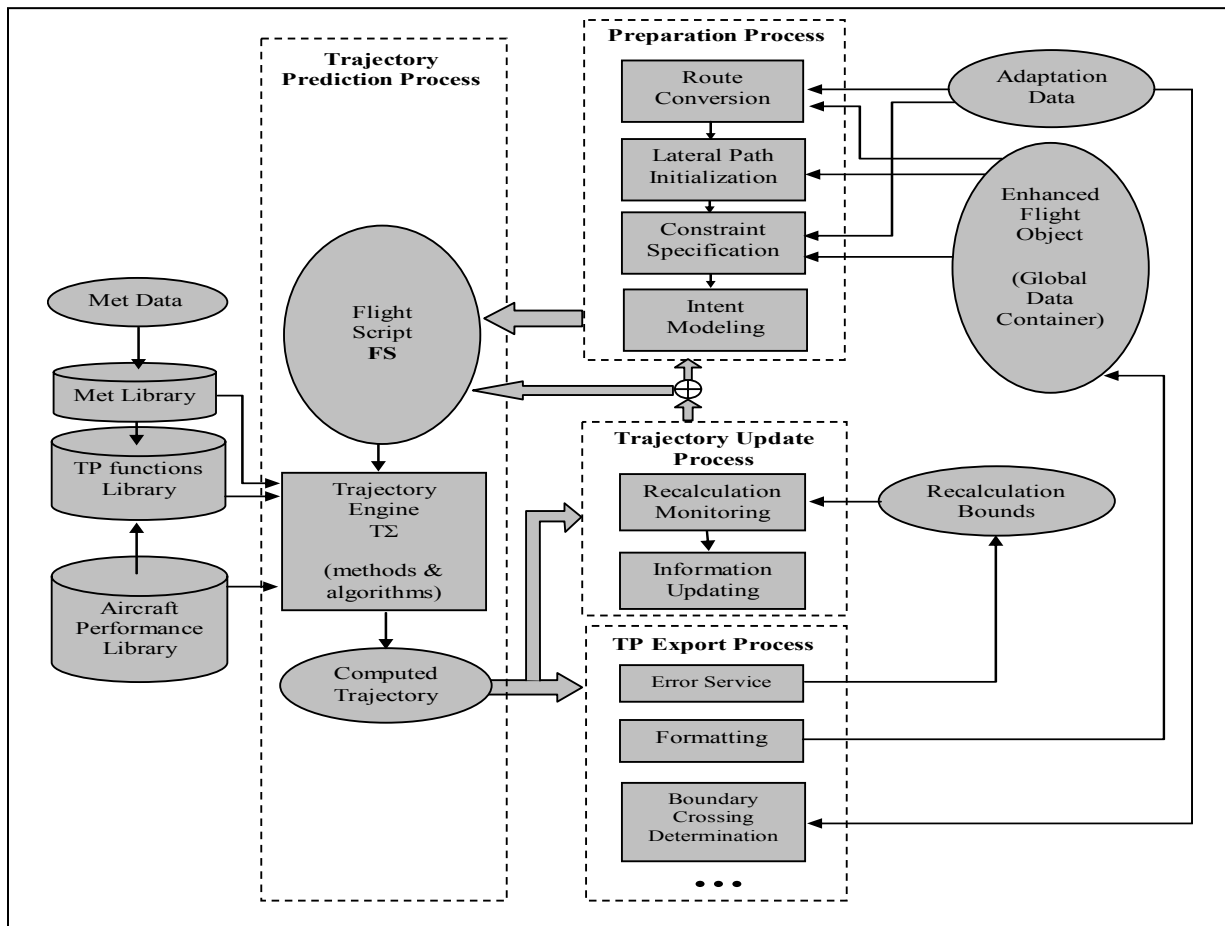 Preparation Process
Trajectory
Prediction Process
Route
Conversion
Adaptation
Data
Lateral Path
Initialization
Enhanced
Flight
Object
(Global
Data
Container)
Constraint
Specification
Intent
Modeling
Met Data
Flight
Script
FS
Met Library
TP functions
Library
Trajectory Update
Process
Trajectory
Engine
TΣ
(methods &
algorithms)
Recalculation
Monitoring
Recalculation
Bounds
Information
Updating
Aircraft
Performance
Library
TP Export Process
Computed
Trajectory
Error Service
Formatting
Boundary
Crossing
Determination
• • •